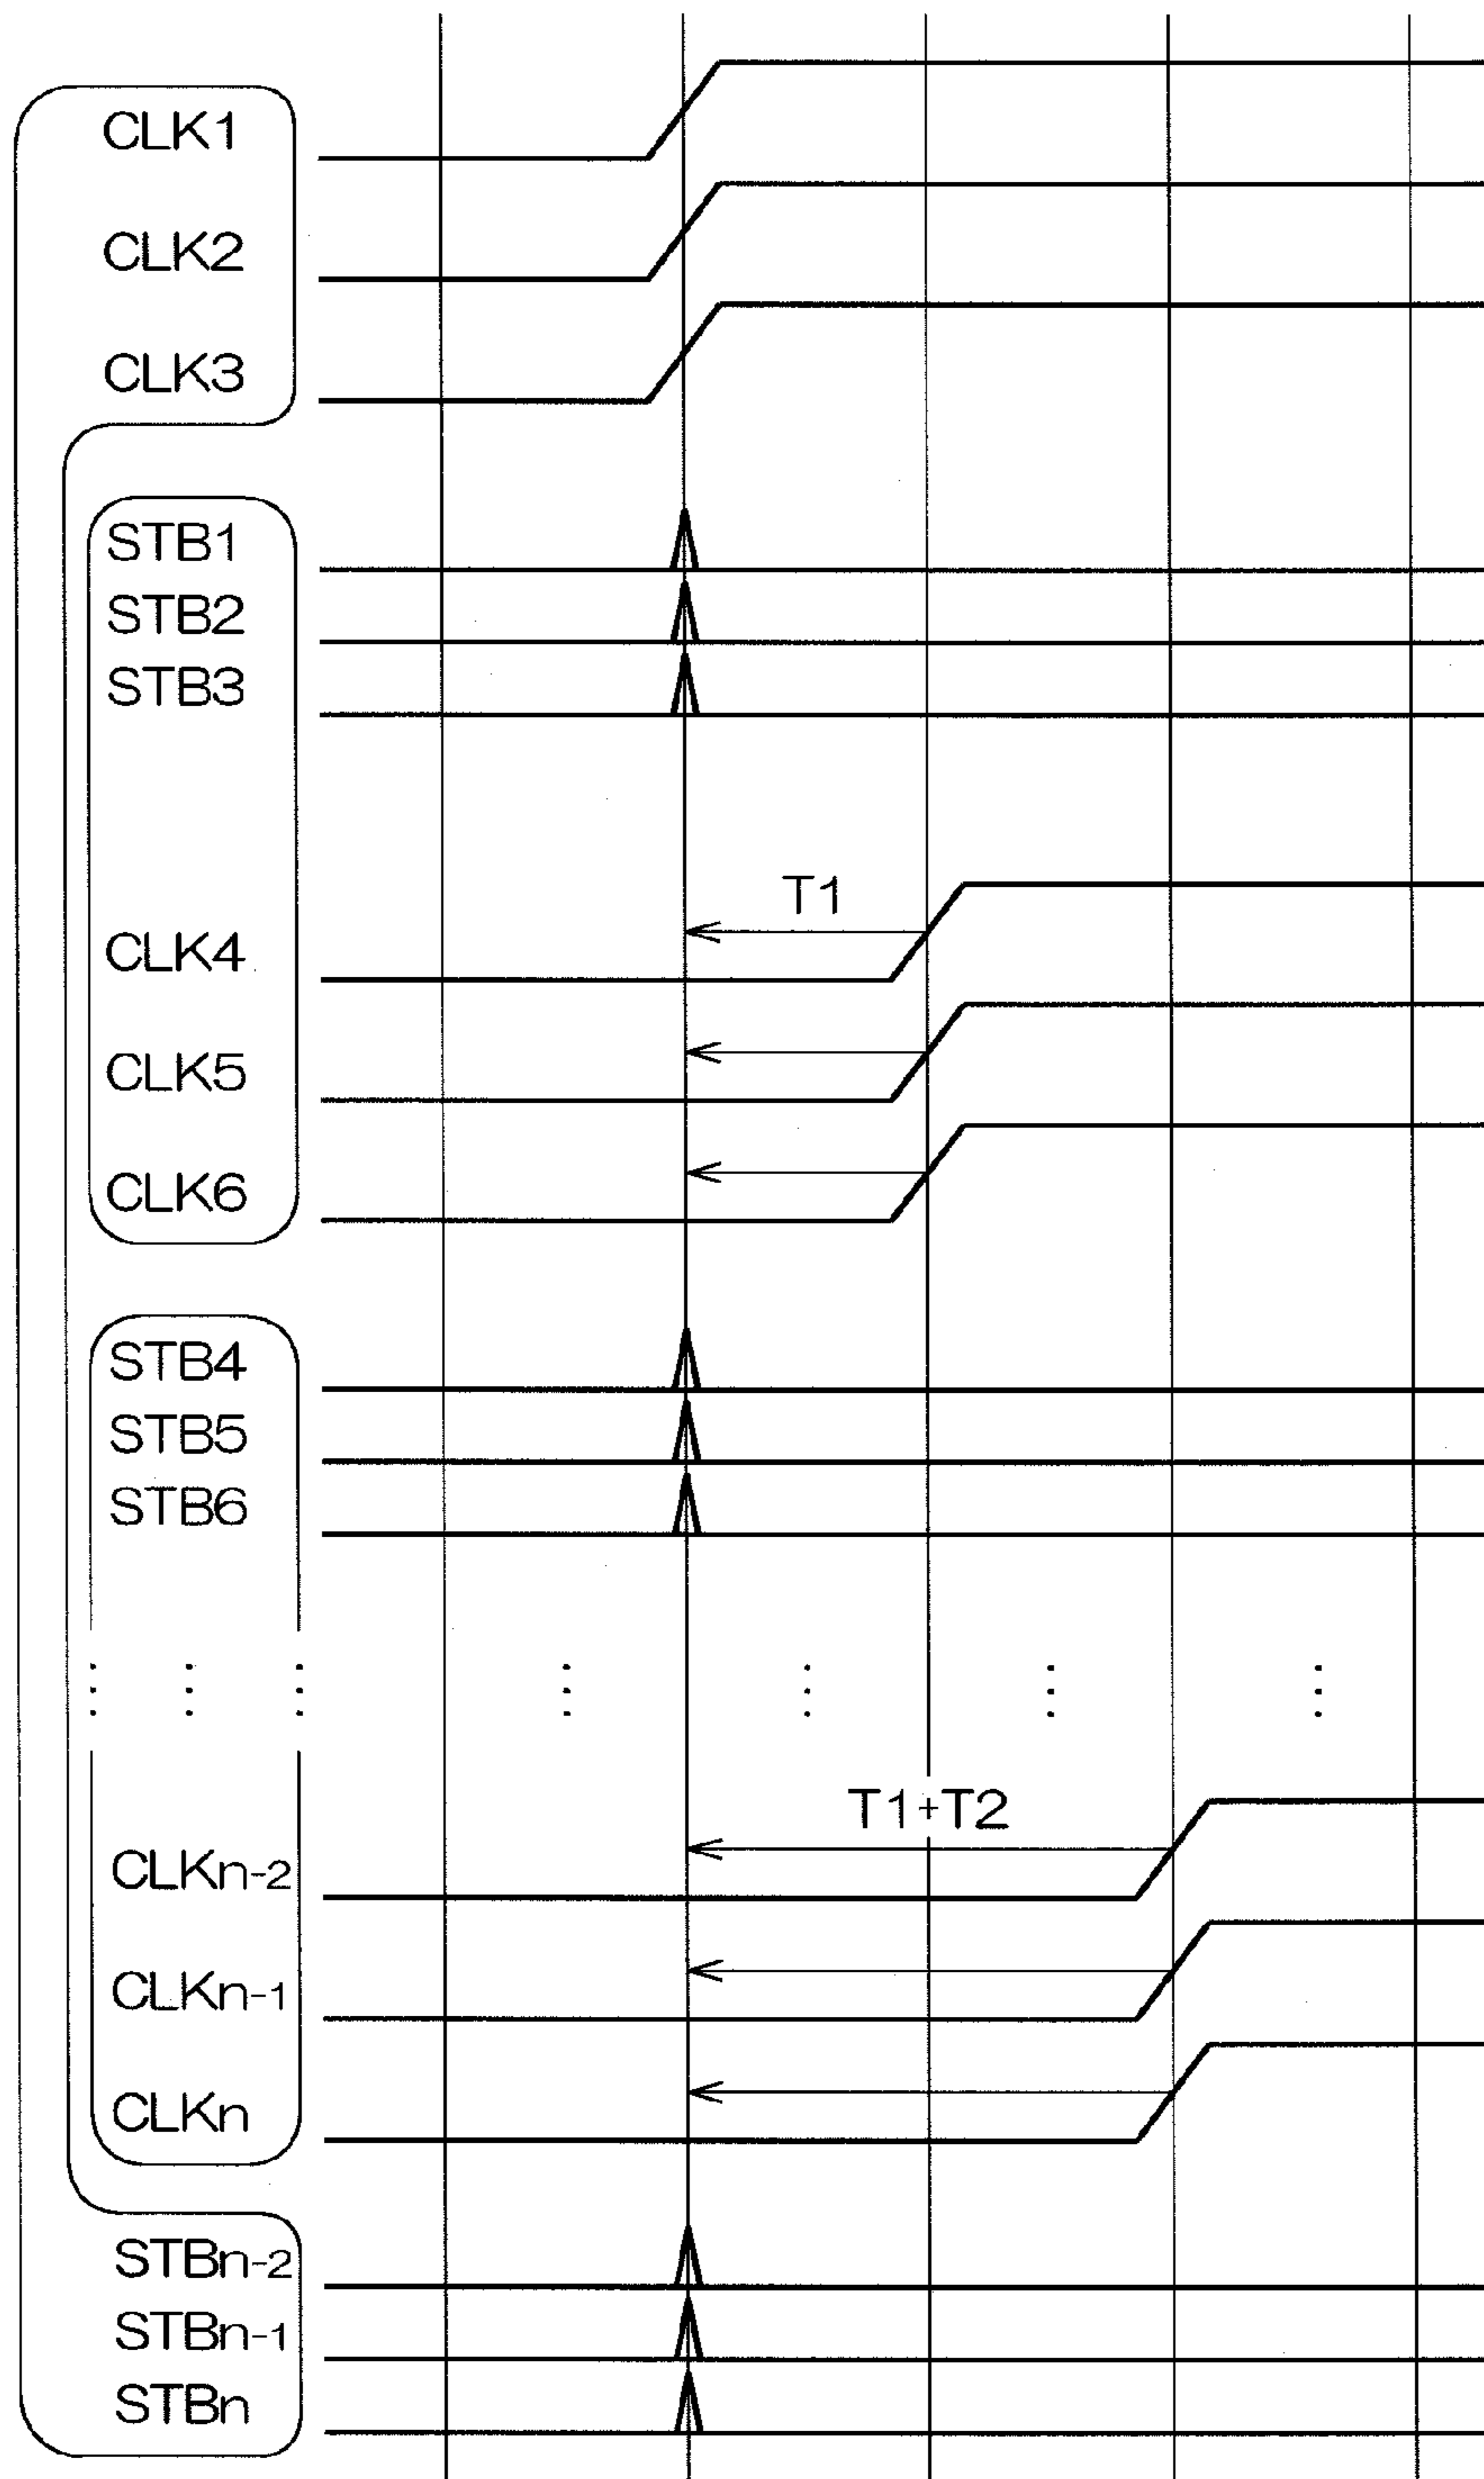 CLK1
CLK2
CLK3
STB1
STB2
STB3
T1
CLK4
CLK5
CLK6
STB4
STB5
STB6
T1+T2
CLKn-2
CLKn-1
CLKn
STBn-2
STBn-1
STBn